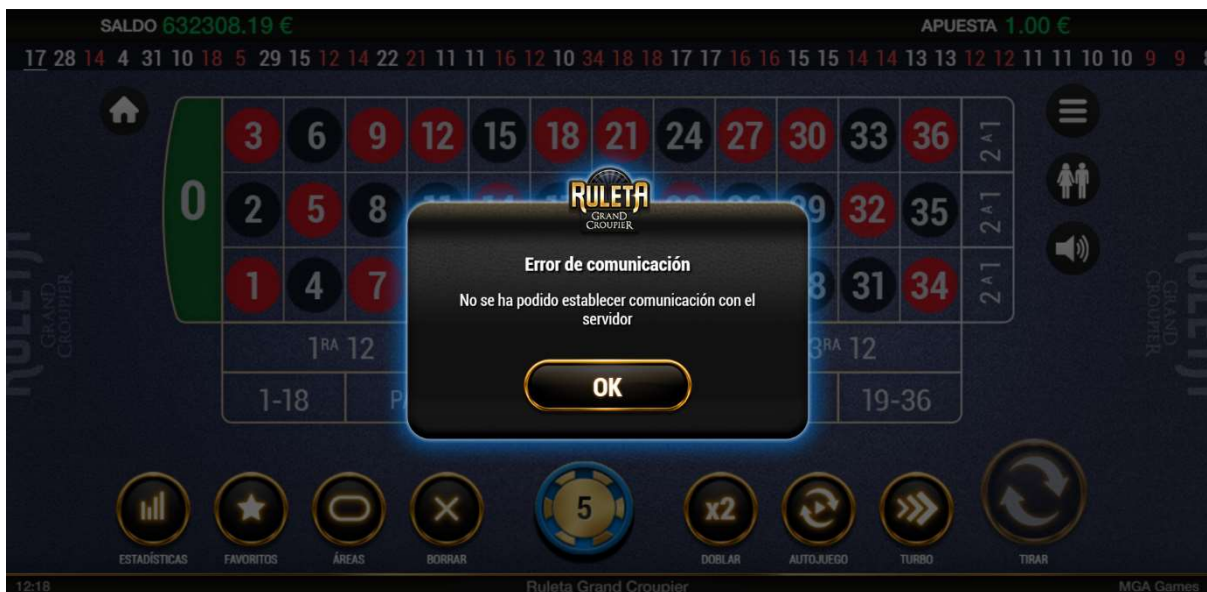 SALDO 632308.19 € APUESTA 1.00 €
17 28 14 4 31 10 18 5 29 15 12 14 22 21 11 11 16 12 10 34 18 18 17 17 16 16 15 15 14 14 13 13 12 12 11 11 10 10 9 9
3 6 9 12 15 18 21 24 27 30 33 36 2 A 1
0
2 5 8 32 35 2 A 1
1 4 7 31 34 2 A 1
RULETA
GRAND
CROUPIER
Error de comunicación
No se ha podido establecer comunicación con el
servidor
OK
1RA 12 3RA 12
1-18 19-36
RULETA
GRAND
CROUPIER
RULETA
GRAND
CROUPIER
5 x2
ESTADÍSTICAS FAVORITOS ÁREAS BORRAR DOBLAR AUTOJUEGO TURBO TIRAR
12:18 Ruleta Grand Croupier MGA Games